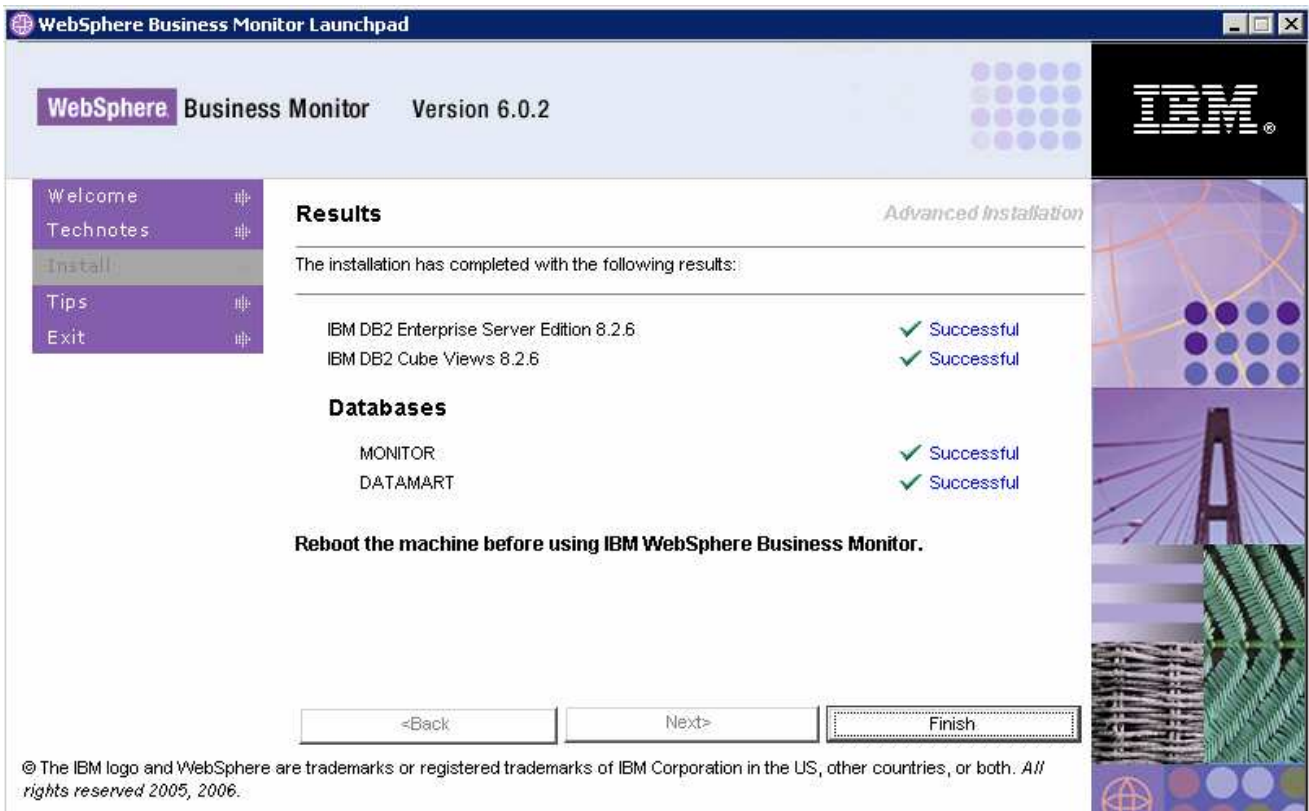 WebSphere Business Monitor Launchpad
WebSphere Business Monitor Version 6.0.2
IBM®
Welcome
Technotes
Install
Tips
Exit
Results
Advanced Installation
The installation has completed with the following results:
IBM DB2 Enterprise Server Edition 8.2.6 Successful
IBM DB2 Cube Views 8.2.6 Successful
Databases
MONITOR Successful
DATAMART Successful
Reboot the machine before using IBM WebSphere Business Monitor.
<Back
Next>
Finish
© The IBM logo and WebSphere are trademarks or registered trademarks of IBM Corporation in the US, other countries, or both. All
rights reserved 2005, 2006.